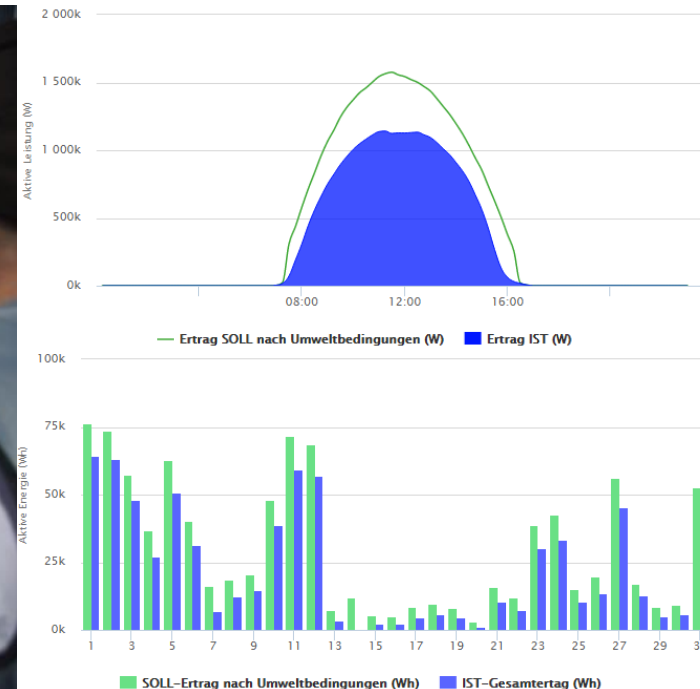 2 000k
1 500k
1 000k
500k
0k
Aktive Leistung (W)
08:00 12:00 16:00
Ertrag SOLL nach Umweltbedingungen (W) Ertrag IST (W)
100k
75k
50k
25k
0k
Aktive Energie (Wh)
1 3 5 7 9 11 13 15 17 19 21 23 25 27 29
SOLL-Ertrag nach Umweltbedingungen (Wh) IST-Gesamtertag (Wh)